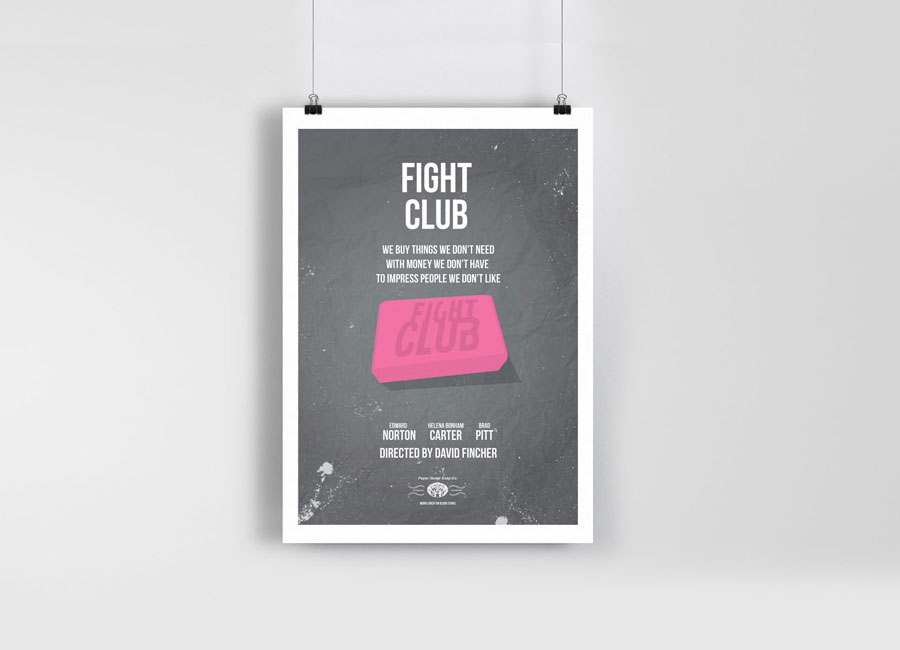 FIGHT
CLUB
WE BUY THINGS WE DON'T NEED
WITH MONEY WE DON'T HAVE
TO IMPRESS PEOPLE WE DON'T LIKE
FIGHT
CLUB
EDWARD HELENA BONHAM BRAD
NORTON CARTER PITT
DIRECTED BY DAVID FINCHER
Paper Street Soap Co.